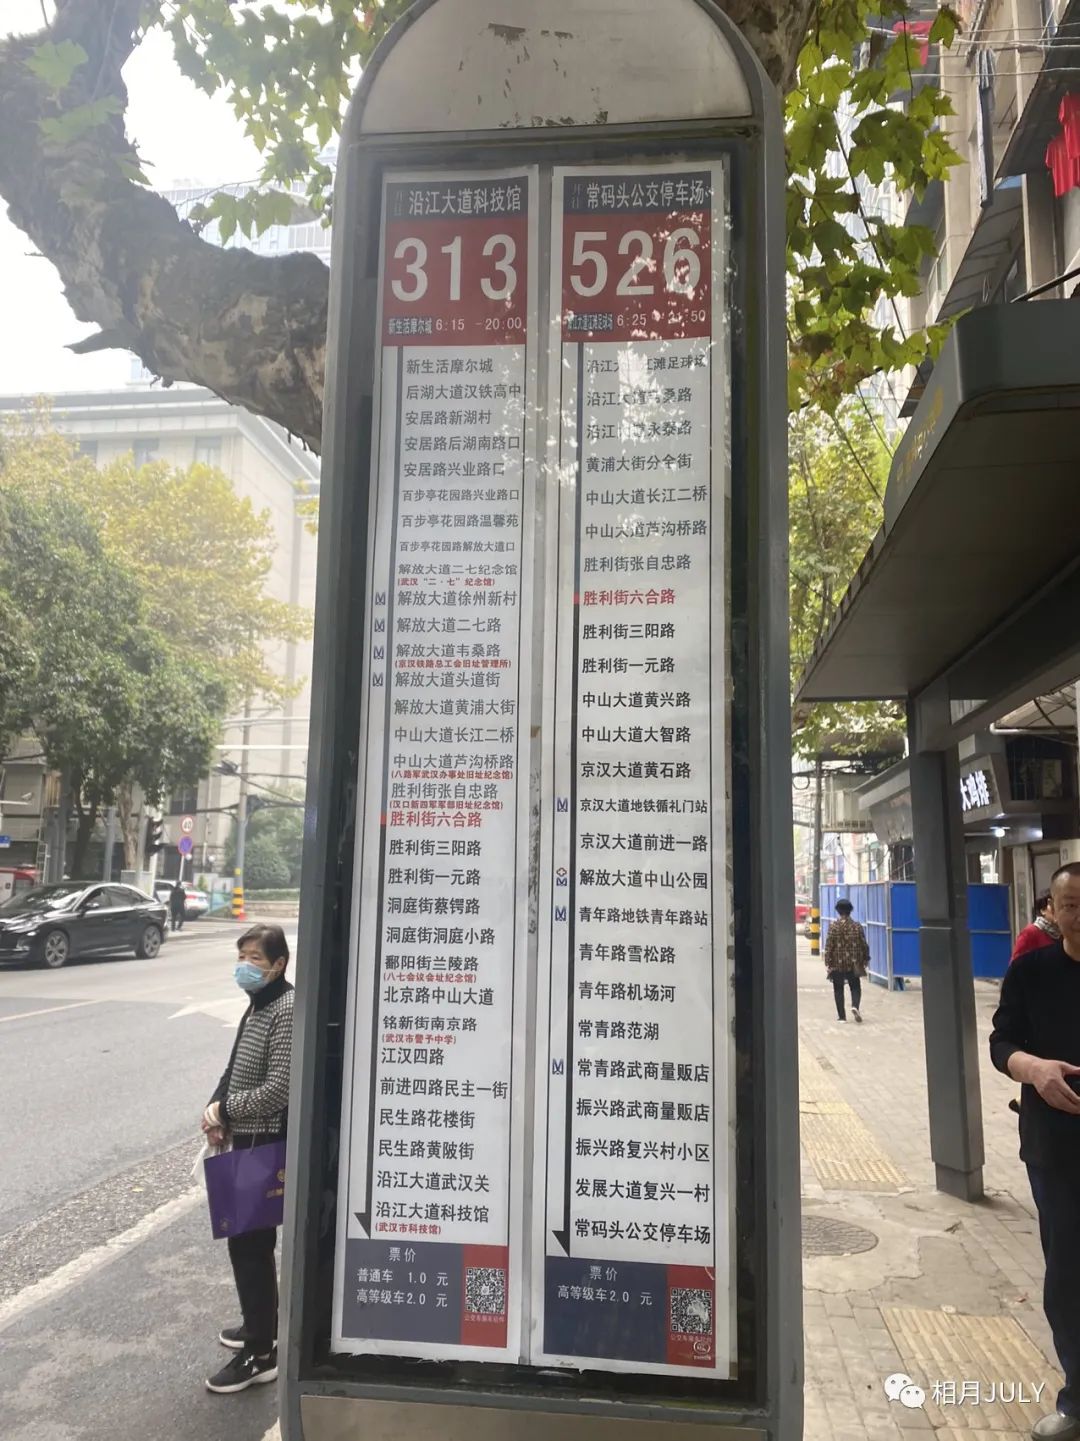 开往 沿江大道科技馆
313
新生活摩尔城 6:15 -20:00
新生活摩尔城
后湖大道汉铁高中
安居路新湖村
安居路后湖南路口
安居路兴业路口
百步亭花园路兴业路口
百步亭花园路温馨苑
百步亭花园路解放大道口
解放大道二七纪念馆
(武汉“二·七”纪念馆)
解放大道徐州新村
解放大道二七路
解放大道韦桑路
(京汉铁路总工会旧址管理所)
解放大道头道街
解放大道黄浦大街
中山大道长江二桥
中山大道芦沟桥路
(八路军武汉办事处旧址纪念馆)
胜利街张自忠路
(汉口新四军军部旧址纪念馆)
胜利街六合路
胜利街三阳路
胜利街一元路
洞庭街蔡锷路
洞庭街洞庭小路
鄱阳街兰陵路
(八七会议会址纪念馆)
北京路中山大道
铭新街南京路
(武汉市警予中学)
江汉四路
前进四路民主一街
民生路花楼街
民生路黄陂街
沿江大道武汉关
沿江大道科技馆
(武汉市科技馆)
票价
普通车 1.0 元
高等级车2.0 元
开往 常码头公交停车场
526
沿江大道江滩足球场 6:25 - :50
沿江大 江滩足球场
沿江大道 桑路
沿江 永泰路
黄浦大街分金街
中山大道长江二桥
中山大道芦沟桥路
胜利街张自忠路
胜利街六合路
胜利街三阳路
胜利街一元路
中山大道黄兴路
中山大道大智路
京汉大道黄石路
京汉大道地铁循礼门站
京汉大道前进一路
解放大道中山公园
青年路地铁青年路站
青年路雪松路
青年路机场河
常青路范湖
常青路武商量贩店
振兴路武商量贩店
振兴路复兴村小区
发展大道复兴一村
常码头公交停车场
票价
高等级车2.0 元
40
大鸡排
相月JULY